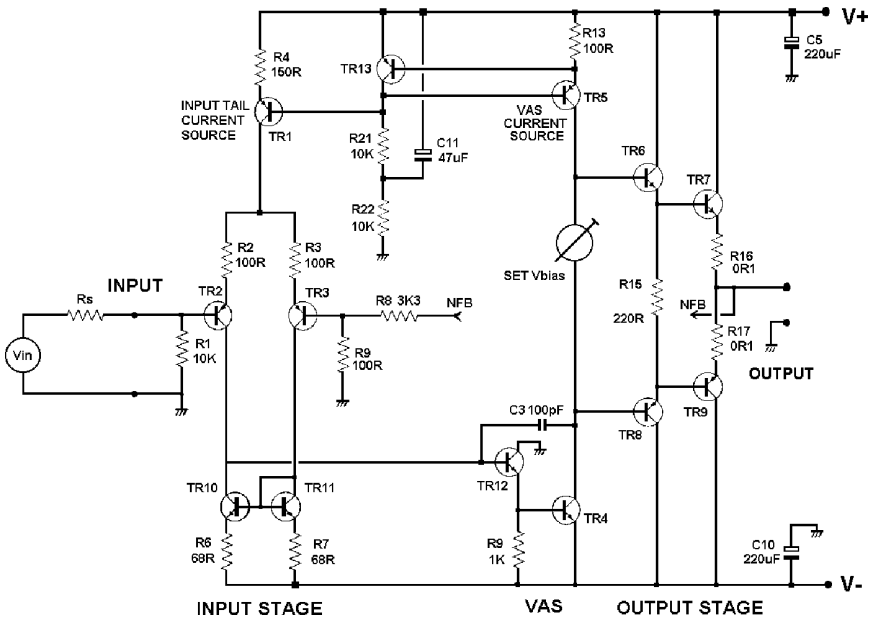 V+
R4
150R
TR13
R13
100R
C5
220uF
INPUT TAIL
CURRENT
SOURCE
TR1
TR5
VAS
CURRENT
SOURCE
R21
10K
C11
47uF
TR6
TR7
R22
10K
R2
100R
R3
100R
R16
0R1
SET Vbias
INPUT
Rs
TR2
TR3
R8 3K3
NFB
R15
220R
NFB
Vin
R1
10K
R9
100R
R17
0R1
OUTPUT
C3 100pF
TR8
TR9
TR12
TR10
TR11
TR4
R6
68R
R7
68R
R9
1K
C10
220uF
V-
INPUT STAGE
VAS
OUTPUT STAGE